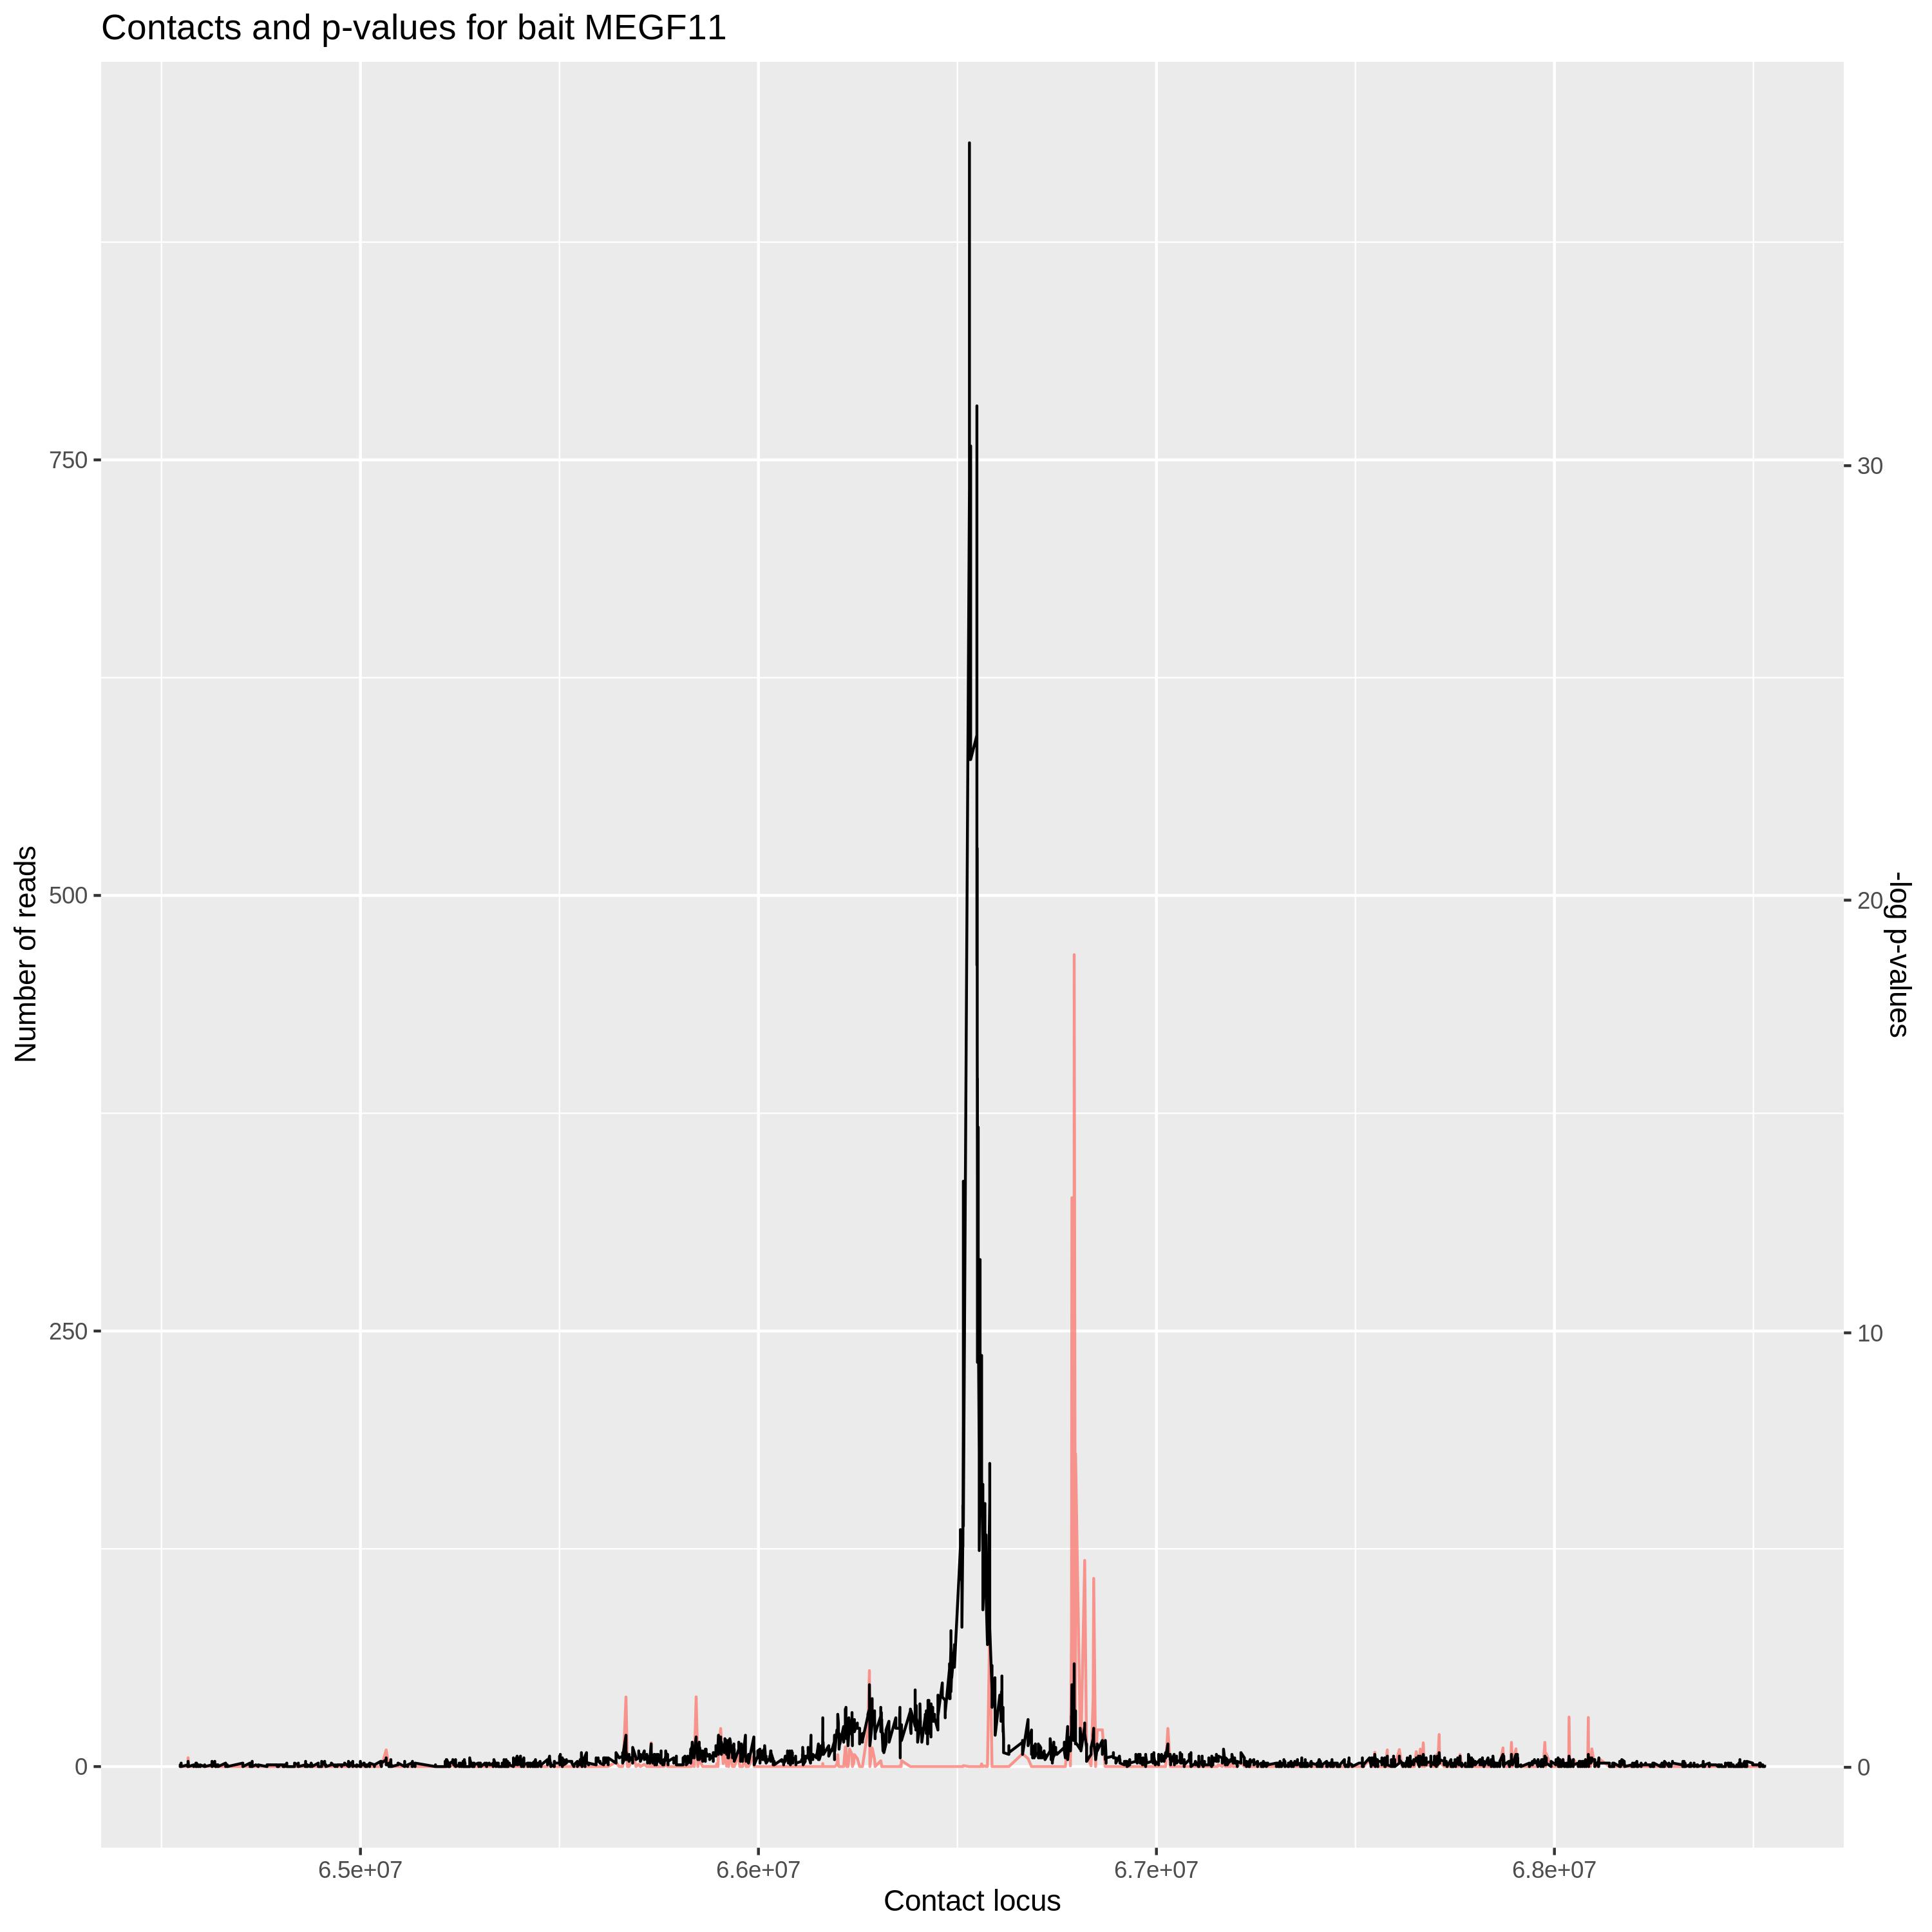 Contacts and p-values for bait MEGF11
Number of reads
750
500
250
0
30
20
10
0
-log p-values
6.5e+07
6.6e+07
6.7e+07
6.8e+07
Contact locus